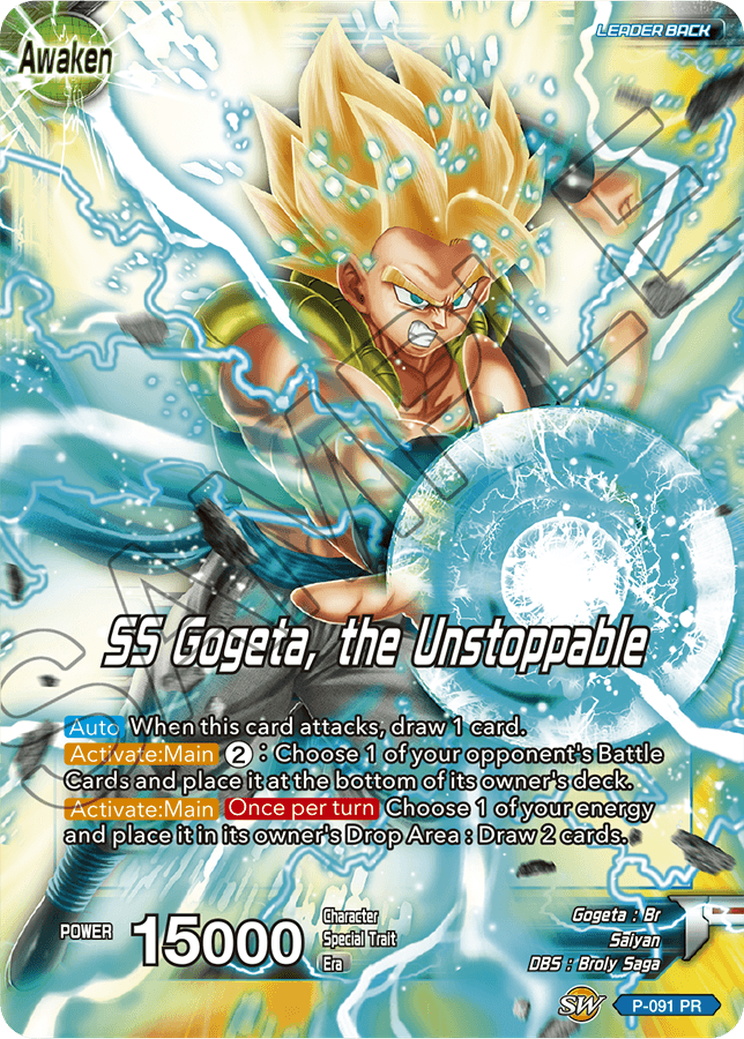 Awaken
LEADER BACK
SAMPLE
SS Gogeta, the Unstoppable
Auto When this card attacks, draw 1 card.
Activate:Main 2 : Choose 1 of your opponent's Battle
Cards and place it at the bottom of its owner's deck.
Activate:Main Once per turn Choose 1 of your energy
and place it in its owner's Drop Area : Draw 2 cards.
POWER 15000
Character Gogeta : Br
Special Trait Saiyan
Era DBS : Broly Saga
SW P-091 PR